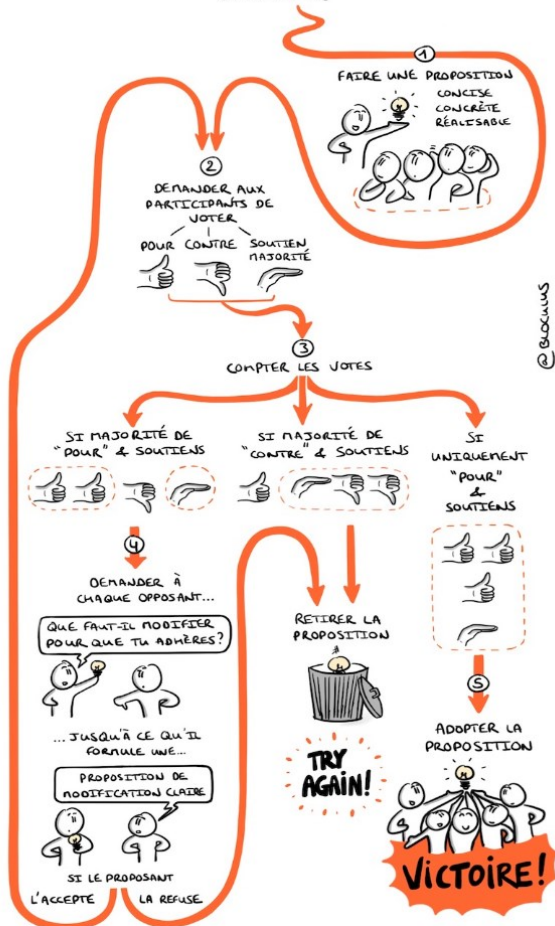 1
FAIRE UNE PROPOSITION
CONCISE
CONCRÈTE
RÉALISABLE
2
DEMANDER AUX
PARTICIPANTS DE
VOTER
POUR CONTRE SOUTIEN
MAJORITÉ
@BLOCULUS
3
COMPTER LES VOTES
SI MAJORITÉ DE
"POUR" & SOUTIENS
SI MAJORITÉ DE
"CONTRE" & SOUTIENS
SI
UNIQUEMENT
"POUR"
&
SOUTIENS
4
DEMANDER À
CHAQUE OPPOSANT...
QUE FAUT-IL MODIFIER
POUR QUE TU ADHÈRES?
...JUSQU'À CE QU'IL
FORMULE UNE...
PROPOSITION DE
MODIFICATION CLAIRE
SI LE PROPOSANT
L'ACCEPTE LA REFUSE
RETIRER LA
PROPOSITION
TRY
AGAIN!
5
ADOPTER LA
PROPOSITION
VICTOIRE!